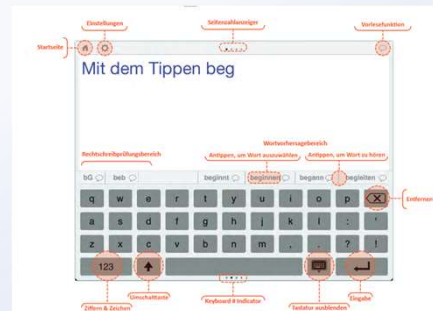 Einstellungen
Seitenzahlanzeiger
Vorlesefunktion
Startseite
Mit dem Tippen beg
Wortvorhersagebereich
Rechtschreibprüfungsbereich
Antippen, um Wort auszuwählen
Antippen, um Wort zu hören
bG beb beginnt beginnen begann begleiten
q w e r t y u i o p
Entfernen
a s d f g h j k l : '
z x c v b n m , . ? !
123
Umschalttaste
Eingabe
Ziffern & Zeichen
Keyboard # Indicator
Tastatur ausblenden